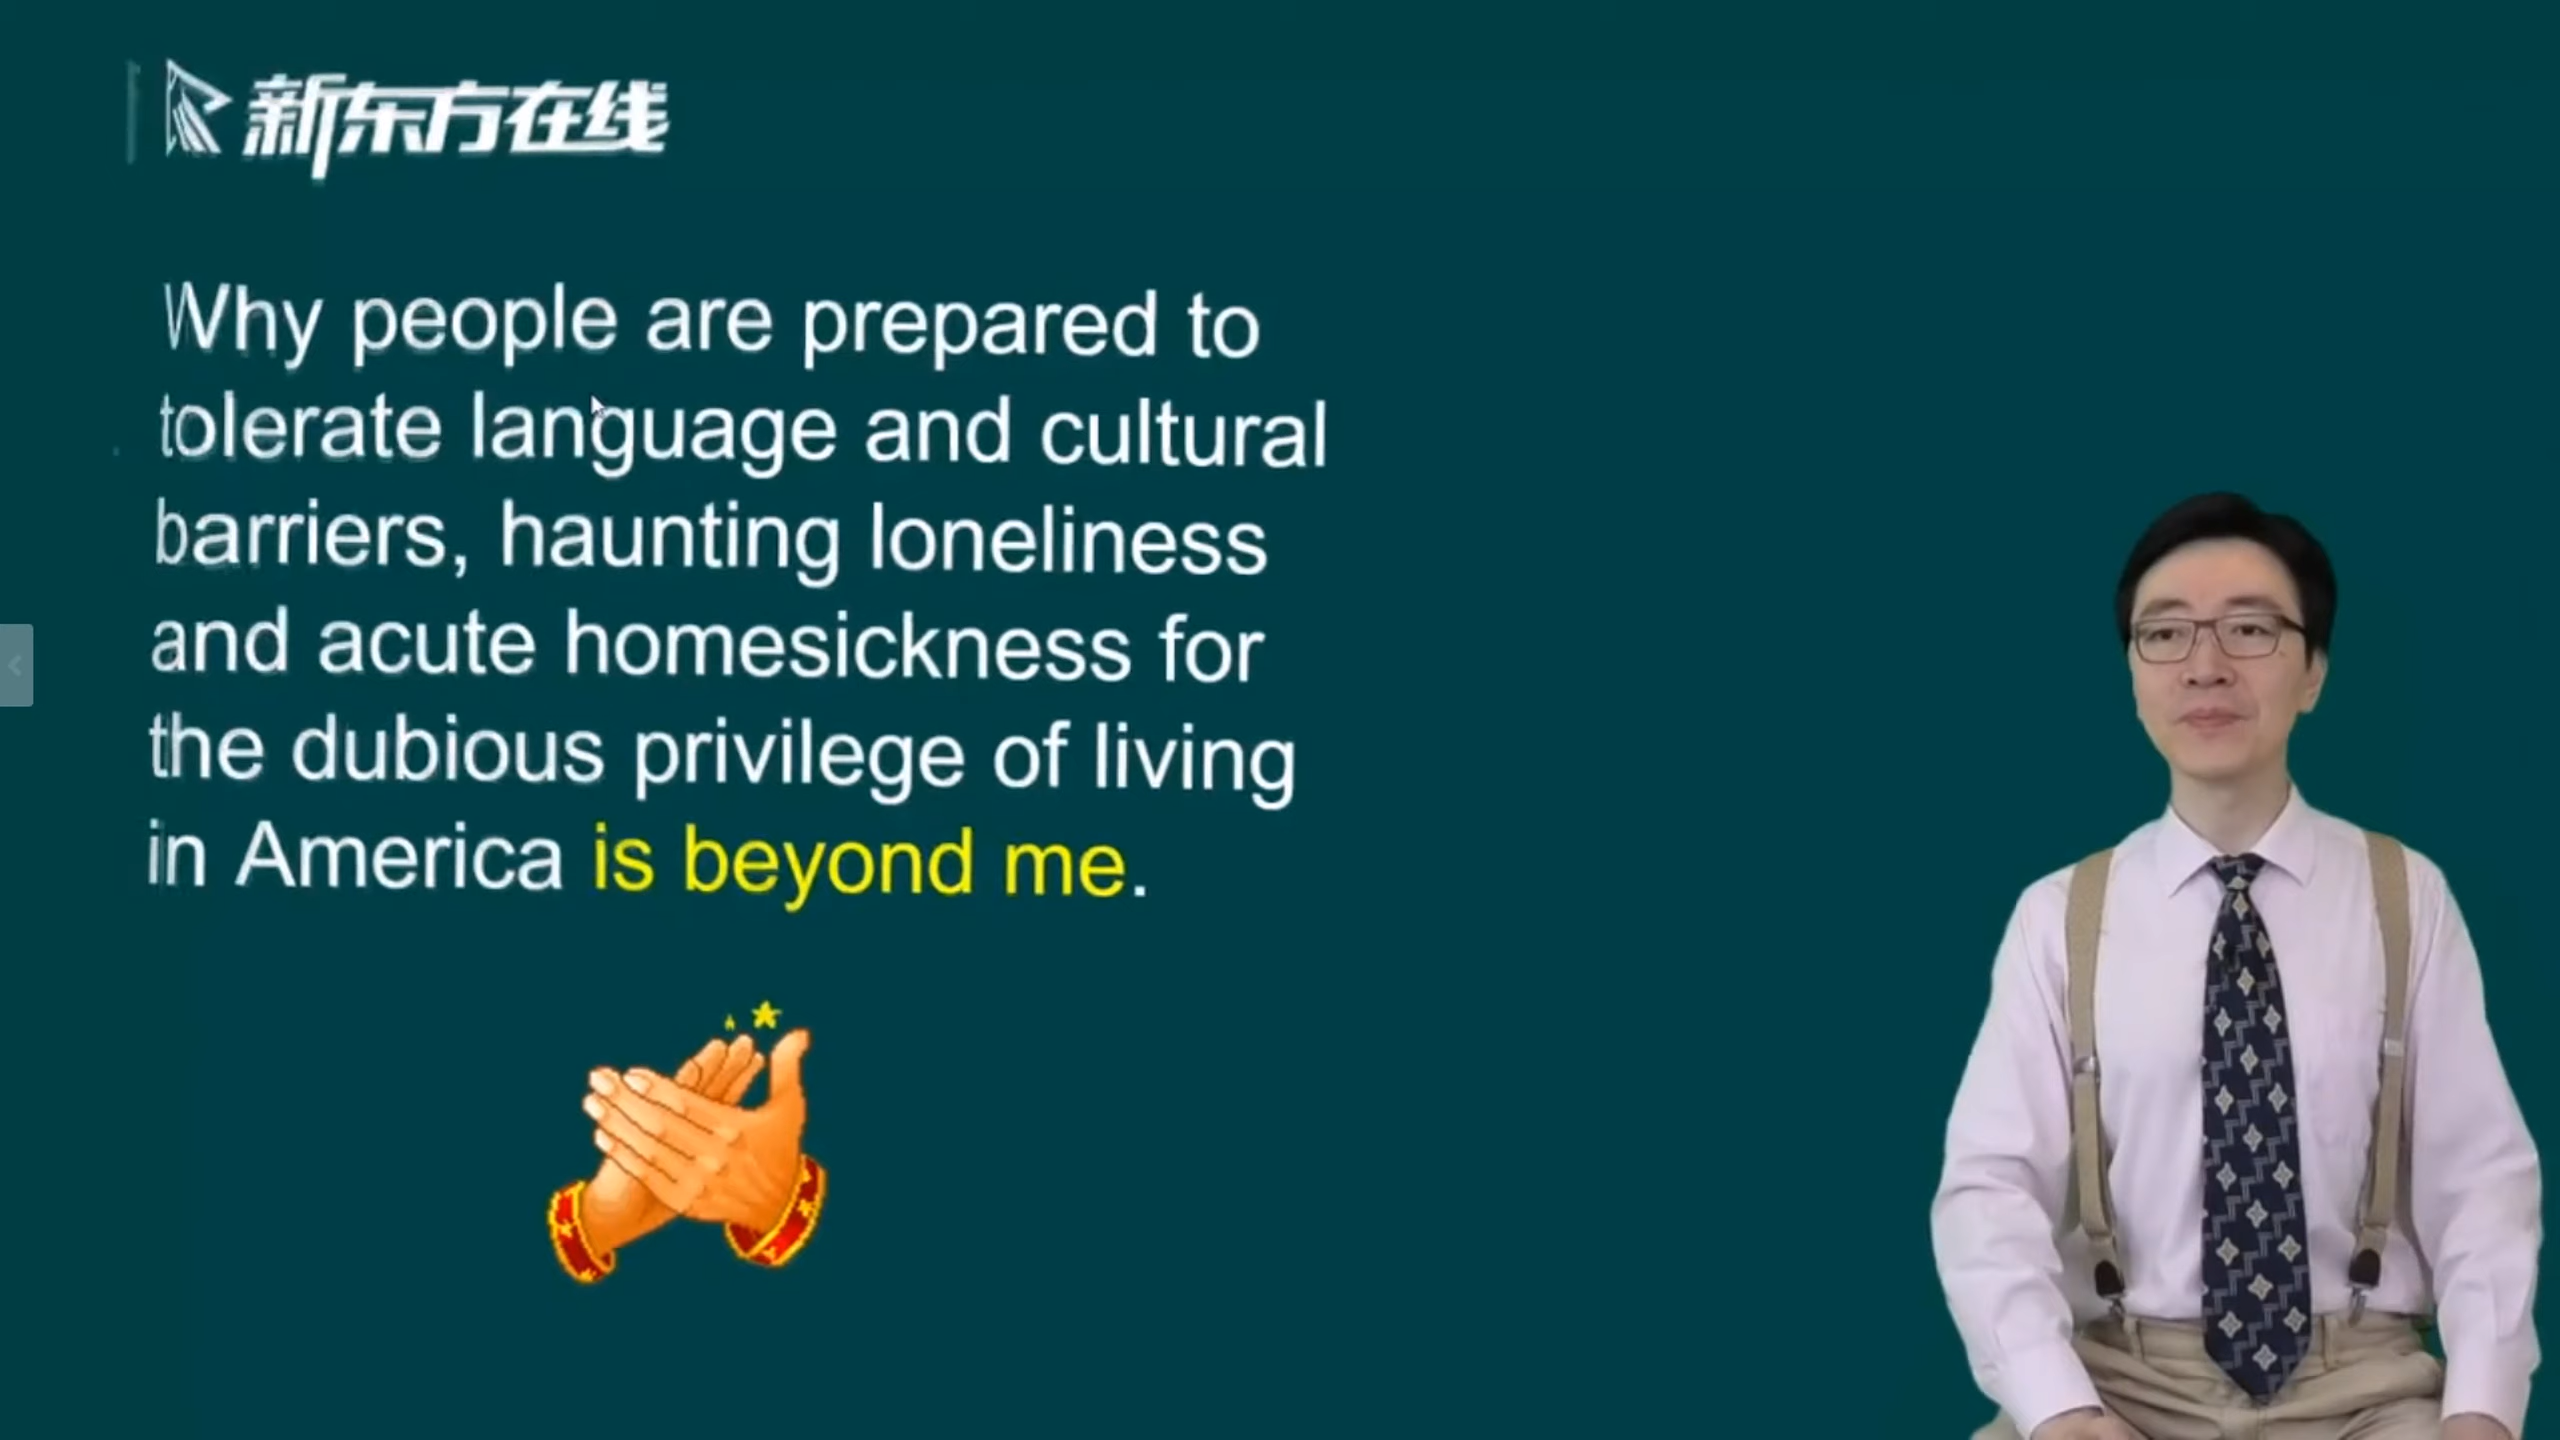 新东方在线
Why people are prepared to
tolerate language and cultural
barriers, haunting loneliness
and acute homesickness for
the dubious privilege of living
in America is beyond me.